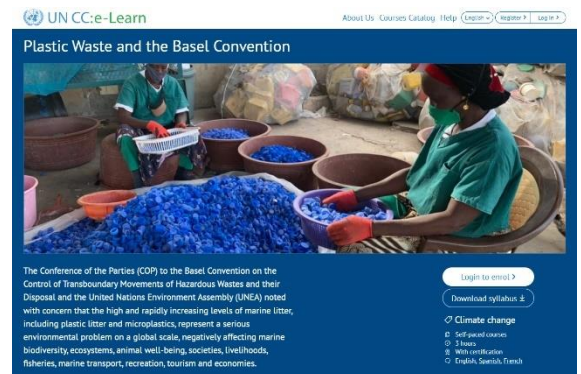 UN CC:e-Learn
About Us Courses Catalog Help English Register > Log in >
Plastic Waste and the Basel Convention
The Conference of the Parties (COP) to the Basel Convention on the
Control of Transboundary Movements of Hazardous Wastes and their
Disposal and the United Nations Environment Assembly (UNEA) noted
with concern that the high and rapidly increasing levels of marine litter,
including plastic litter and microplastics, represent a serious
environmental problem on a global scale, negatively affecting marine
biodiversity, ecosystems, animal well-being, societies, livelihoods,
fisheries, marine transport, recreation, tourism and economies.
Login to enrol >
Download syllabus
Climate change
Self-paced courses
3 hours
With certification
English, Spanish, French